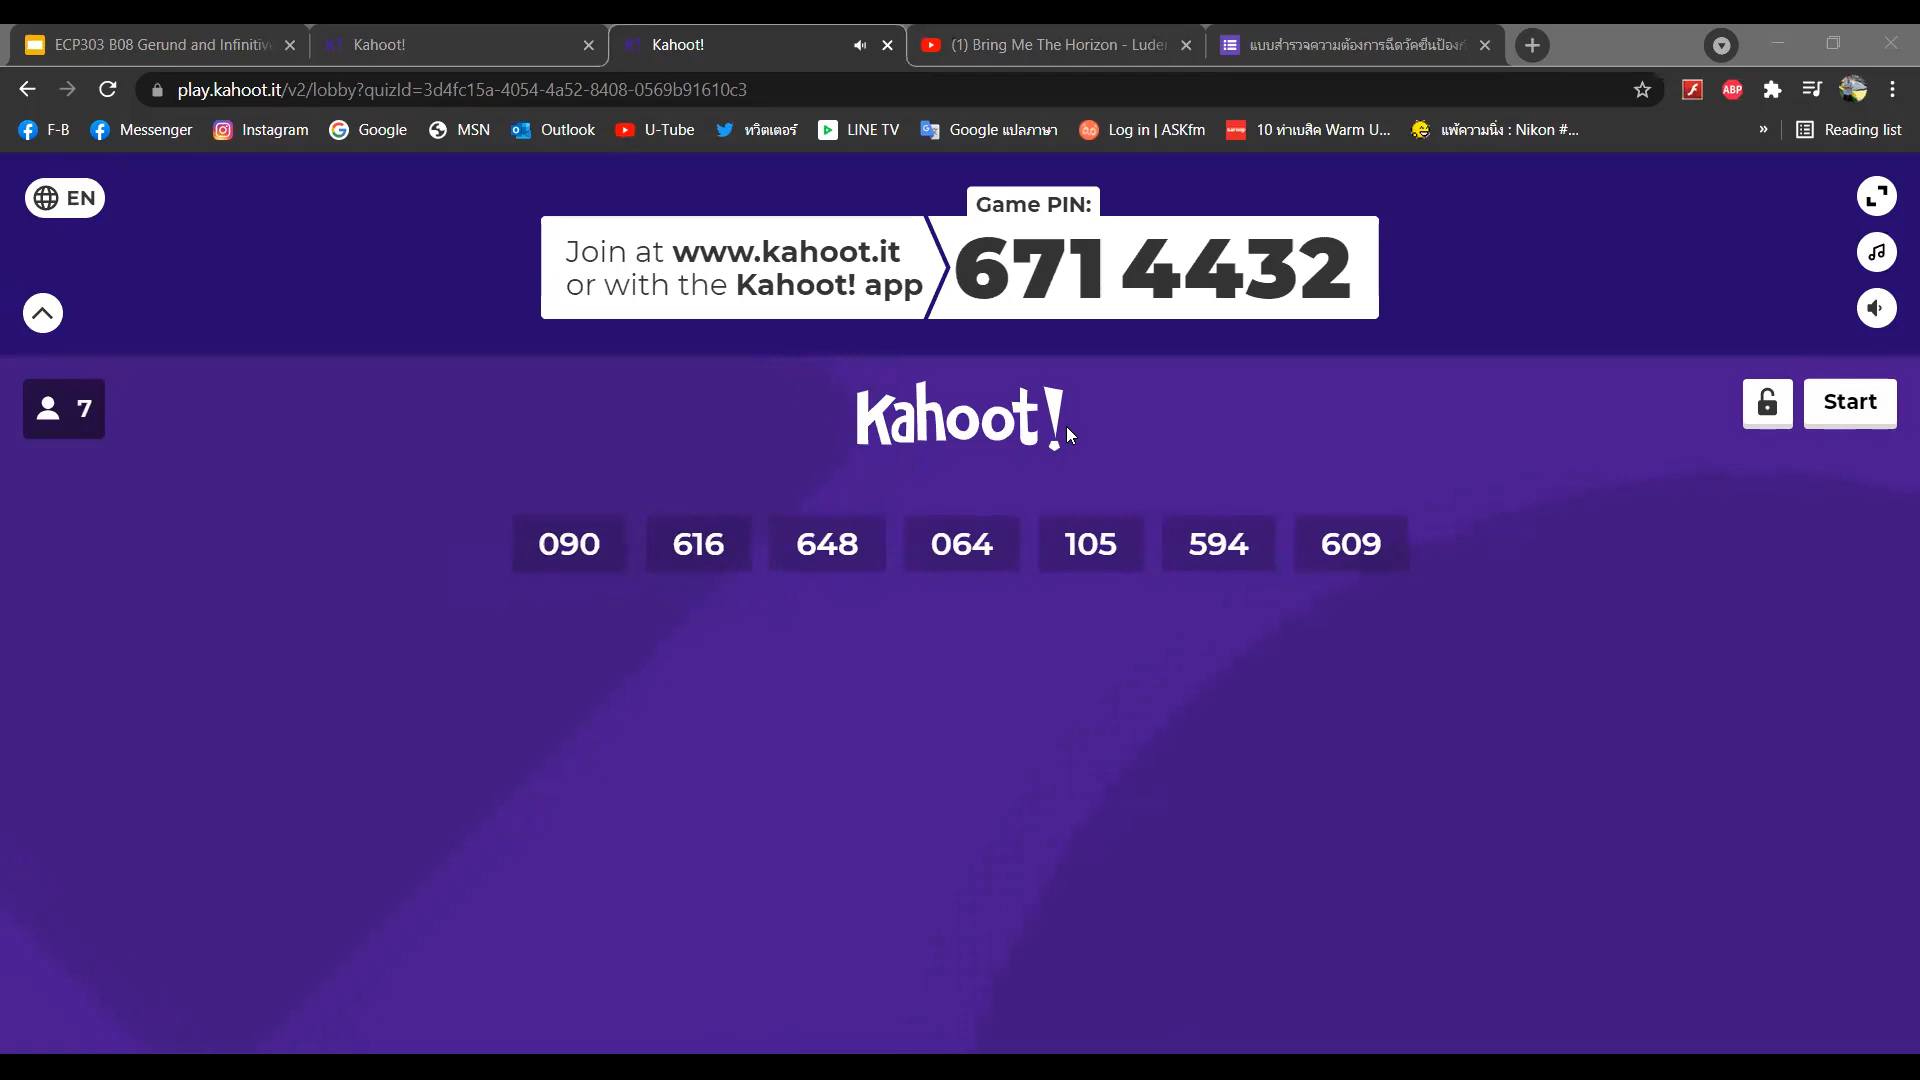 ECP303 B08 Gerund and Infinitiv
Kahoot!
Kahoot!
(1) Bring Me The Horizon - Luder
แบบสำรวจความต้องการฉีดวัคซีนป้องกั
play.kahoot.it/v2/lobby?quizId=3d4fc15a-4054-4a52-8408-0569b91610c3
ABP
F-B
Messenger
Instagram
Google
MSN
Outlook
U-Tube
ทวิตเตอร์
LINE TV
Google แปลภาษา
Log in | ASKfm
10 ท่าเบสิค Warm U...
แพ้ความนิ่ง : Nikon #...
»
Reading list
EN
Game PIN:
Join at www.kahoot.it
or with the Kahoot! app
671 4432
7
Kahoot!
Start
090 616 648 064 105 594 609